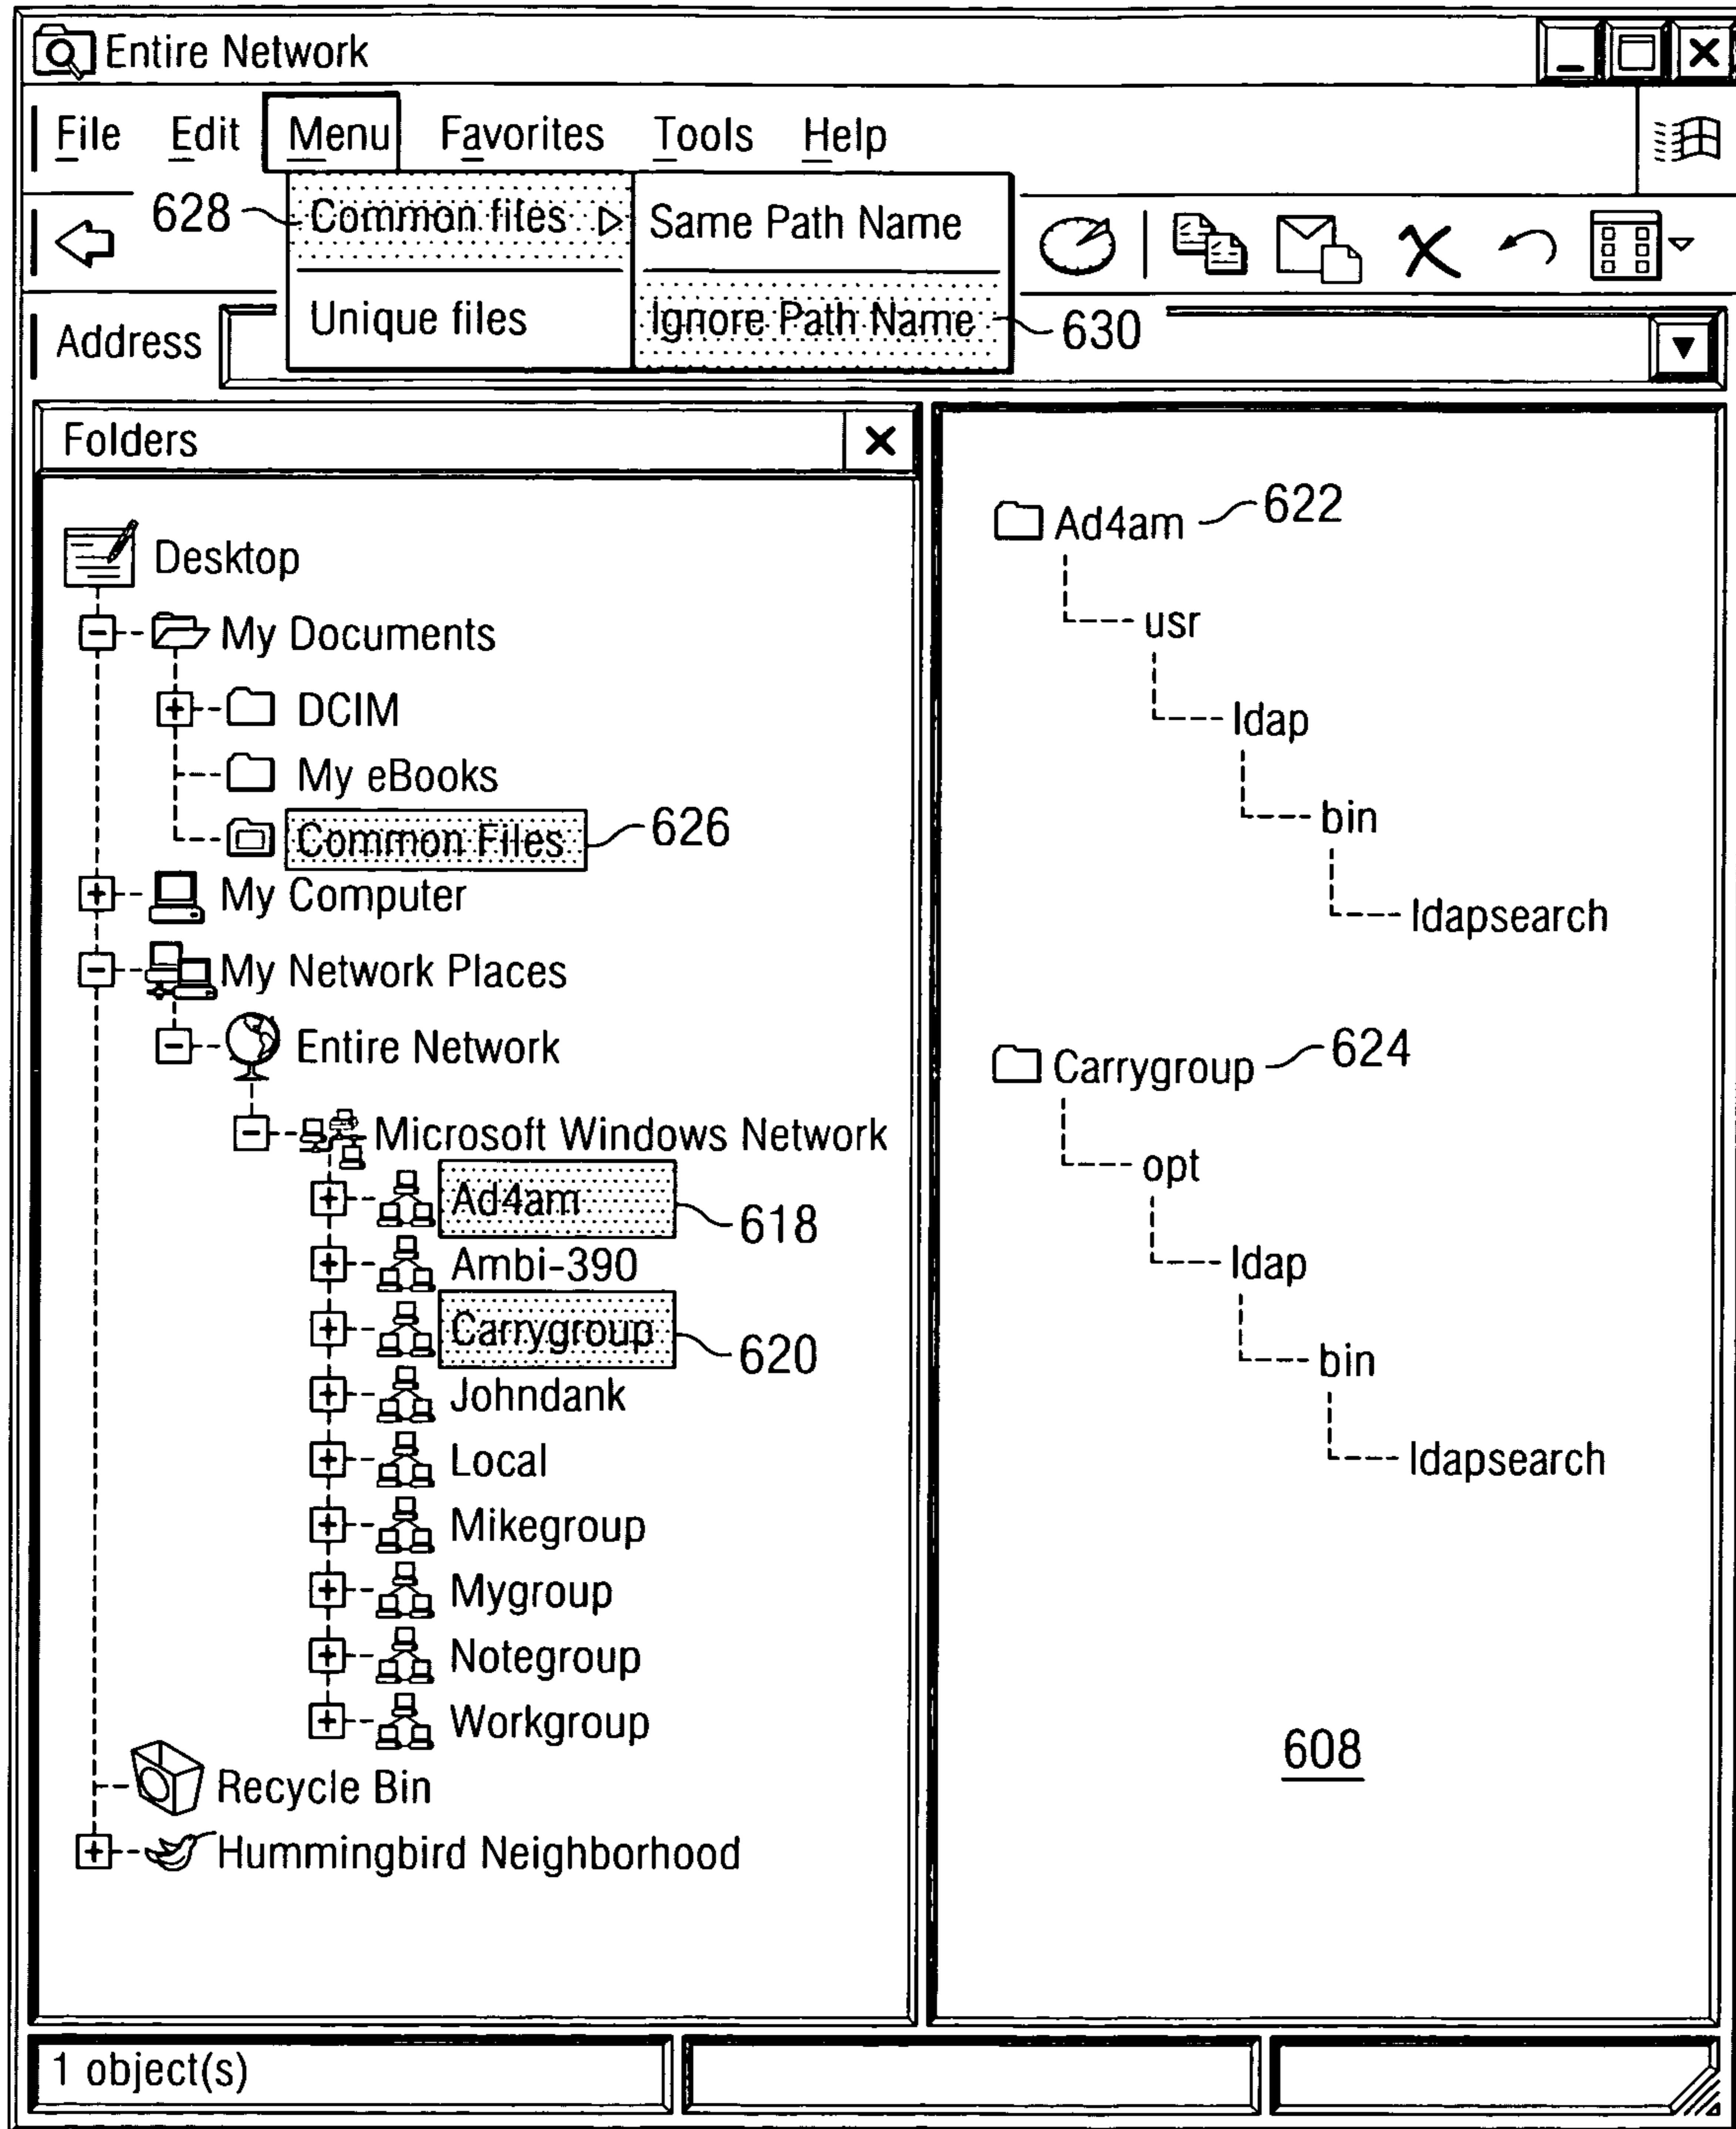 Entire Network
File Edit Menu Favorites Tools Help
628 Common files Same Path Name
Unique files Ignore Path Name 630
Address
Folders
Desktop
My Documents
DCIM
My eBooks
Common Files 626
My Computer
My Network Places
Entire Network
Microsoft Windows Network
Ad4am 618
Ambi-390
Carrygroup 620
Johndank
Local
Mikegroup
Mygroup
Notegroup
Workgroup
Recycle Bin
Hummingbird Neighborhood
Ad4am 622
usr
ldap
bin
ldapsearch
Carrygroup 624
opt
ldap
bin
ldapsearch
608
1 object(s)